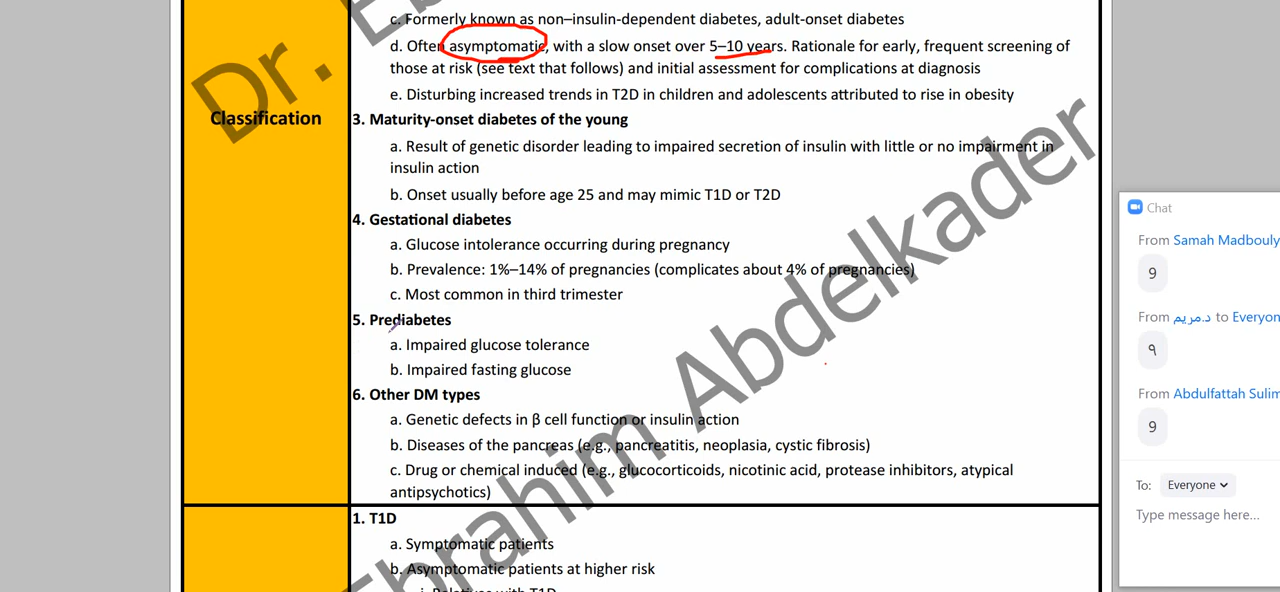 c. Formerly known as non–insulin-dependent diabetes, adult-onset diabetes
d. Often asymptomatic, with a slow onset over 5–10 years. Rationale for early, frequent screening of
those at risk (see text that follows) and initial assessment for complications at diagnosis
e. Disturbing increased trends in T2D in children and adolescents attributed to rise in obesity
Classification
3. Maturity-onset diabetes of the young
a. Result of genetic disorder leading to impaired secretion of insulin with little or no impairment in
insulin action
b. Onset usually before age 25 and may mimic T1D or T2D
4. Gestational diabetes
a. Glucose intolerance occurring during pregnancy
b. Prevalence: 1%–14% of pregnancies (complicates about 4% of pregnancies)
c. Most common in third trimester
5. Prediabetes
a. Impaired glucose tolerance
b. Impaired fasting glucose
6. Other DM types
a. Genetic defects in β cell function or insulin action
b. Diseases of the pancreas (e.g., pancreatitis, neoplasia, cystic fibrosis)
c. Drug or chemical induced (e.g., glucocorticoids, nicotinic acid, protease inhibitors, atypical
antipsychotics)
1. T1D
a. Symptomatic patients
b. Asymptomatic patients at higher risk
i. Relatives with T1D
Dr. Ebrahim Abdelkader
Chat
From Samah Madbouly
9
From د.مريم to Everyon
٩
From Abdulfattah Sulim
9
To: Everyone
Type message here...